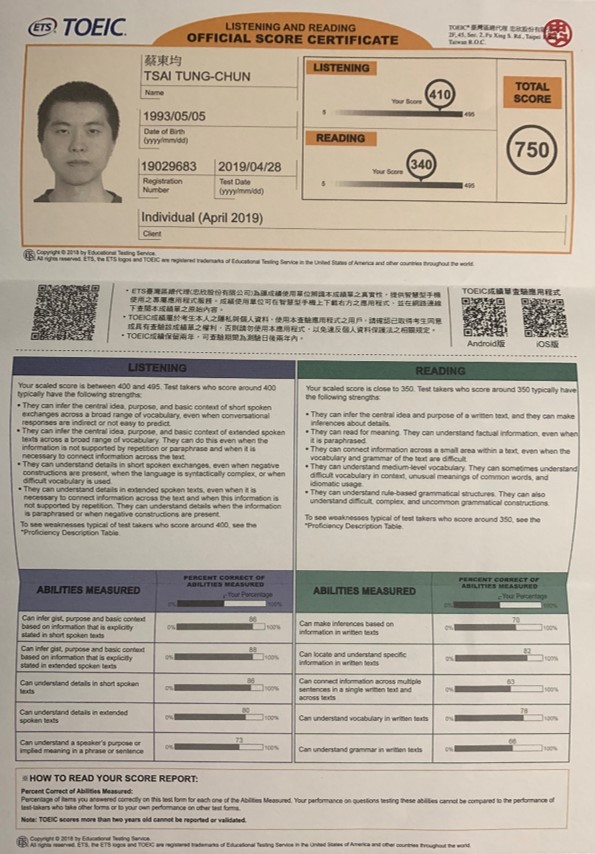 ETS TOEIC.
LISTENING AND READING
OFFICIAL SCORE CERTIFICATE
TOEIC® 臺灣區總代理 忠欣股份有限
2F, 45, Sec. 2, Fu Xing S. Rd., Taipei
Taiwan R.O.C.
蔡東均
TSAI TUNG-CHUN
Name
1993/05/05
Date of Birth
(yyyy/mm/dd)
19029683
Registration
Number
2019/04/28
Test Date
(yyyy/mm/dd)
Individual (April 2019)
Client
LISTENING
Your Score
410
5
495
READING
Your Score
340
5
495
TOTAL
SCORE
750
Copyright © 2018 by Educational Testing Service.
All rights reserved. ETS, the ETS logos and TOEIC are registered trademarks of Educational Testing Service in the United States of America and other countries throughout the world.
• ETS臺灣區總代理(忠欣股份有限公司)為讓成績使用單位辨識本成績單之真實性，提供智慧型手機
使用之專屬應用程式服務，成績使用單位可在智慧型手機上下載右方之應用程式，並在網路連線
下查閱本成績單之原始內容。
• TOEIC成績屬於考生本人之隱私與個人資料，使用本查驗應用程式之用戶，請確認已取得考生同意
或具有查驗該成績單之權利，否則請勿使用本應用程式，以免違反個人資料保護法之相關規定。
• TOEIC成績保留兩年，可查驗期間為測驗日後兩年內。
TOEIC成績單查驗應用程式
Android版
iOS版
LISTENING
Your scaled score is between 400 and 495. Test takers who score around 400
typically have the following strengths:
• They can infer the central idea, purpose, and basic context of short spoken
exchanges across a broad range of vocabulary, even when conversational
responses are indirect or not easy to predict.
• They can infer the central idea, purpose, and basic context of extended spoken
texts across a broad range of vocabulary. They can do this even when the
information is not supported by repetition or paraphrase and when it is
necessary to connect information across the text.
• They can understand details in short spoken exchanges, even when negative
constructions are present, when the language is syntactically complex, or when
difficult vocabulary is used.
• They can understand details in extended spoken texts, even when it is
necessary to connect information across the text and when this information is
not supported by repetition. They can understand details when the information
is paraphrased or when negative constructions are present.
To see weaknesses typical of test takers who score around 400, see the
"Proficiency Description Table.
READING
Your scaled score is close to 350. Test takers who score around 350 typically have
the following strengths:
• They can infer the central idea and purpose of a written text, and they can make
inferences about details.
• They can read for meaning. They can understand factual information, even when
it is paraphrased.
• They can connect information across a small area within a text, even when the
vocabulary and grammar of the text are difficult.
• They can understand medium-level vocabulary. They can sometimes understand
difficult vocabulary in context, unusual meanings of common words, and
idiomatic usage.
• They can understand rule-based grammatical structures. They can also
understand difficult, complex, and uncommon grammatical constructions.
To see weaknesses typical of test takers who score around 350, see the
"Proficiency Description Table.
ABILITIES MEASURED
PERCENT CORRECT OF
ABILITIES MEASURED
Your Percentage
0%
100%
Can infer gist, purpose and basic context
based on information that is explicitly
stated in short spoken texts
0%
86
100%
Can infer gist, purpose and basic context
based on information that is explicitly
stated in extended spoken texts
0%
88
100%
Can understand details in short spoken
texts
0%
86
100%
Can understand details in extended
spoken texts
0%
80
100%
Can understand a speaker's purpose or
implied meaning in a phrase or sentence
0%
73
100%
ABILITIES MEASURED
PERCENT CORRECT OF
ABILITIES MEASURED
Your Percentage
0%
100%
Can make inferences based on
information in written texts
0%
70
100%
Can locate and understand specific
information in written texts
0%
82
100%
Can connect information across multiple
sentences in a single written text and
across texts
0%
63
100%
Can understand vocabulary in written texts
0%
78
100%
Can understand grammar in written texts
0%
66
100%
※HOW TO READ YOUR SCORE REPORT:
Percent Correct of Abilities Measured:
Percentage of items you answered correctly on this test form for each one of the Abilities Measured. Your performance on questions testing these abilities cannot be compared to the performance of
test-takers who take other forms or to your own performance on other test forms.
Note: TOEIC scores more than two years old cannot be reported or validated.
Copyright © 2018 by Educational Testing Service.
All rights reserved. ETS, the ETS logos and TOEIC are registered trademarks of Educational Testing Service in the United States of America and other countries throughout the world.